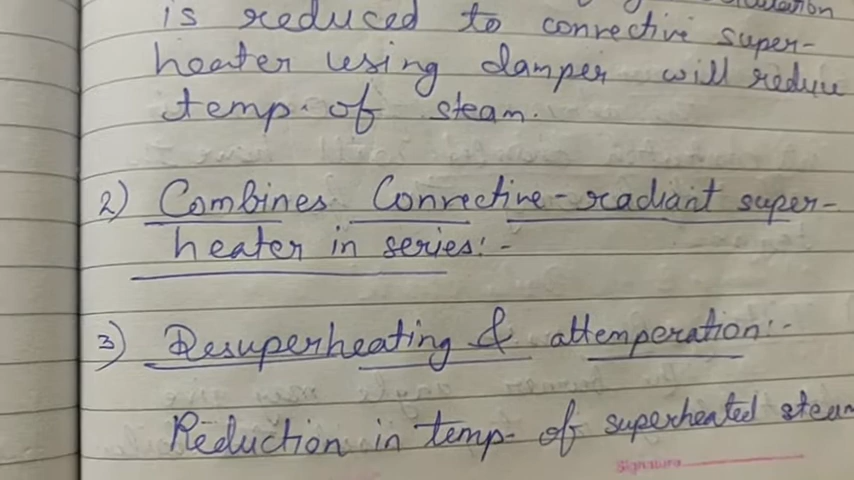 is reduced to convective super-
heater using damper will reduce
temp. of steam.
2) Combines Convective-radiant super-
heater in series:-
3) Desuperheating & attemperation:-
Reduction in temp. of superheated steam
Signature